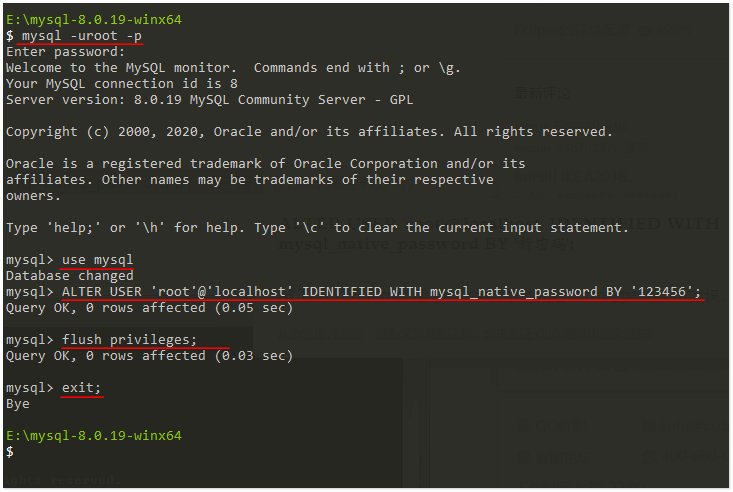 E:\mysql-8.0.19-winx64
$ mysql -uroot -p
Enter password:
Welcome to the MySQL monitor.  Commands end with ; or \g.
Your MySQL connection id is 8
Server version: 8.0.19 MySQL Community Server - GPL
Copyright (c) 2000, 2020, Oracle and/or its affiliates. All rights reserved.
Oracle is a registered trademark of Oracle Corporation and/or its
affiliates. Other names may be trademarks of their respective
owners.
Type 'help;' or '\h' for help. Type '\c' to clear the current input statement.
mysql> use mysql
Database changed
mysql> ALTER USER 'root'@'localhost' IDENTIFIED WITH mysql_native_password BY '123456';
Query OK, 0 rows affected (0.05 sec)
mysql> flush privileges;
Query OK, 0 rows affected (0.03 sec)
mysql> exit;
Bye
E:\mysql-8.0.19-winx64
$